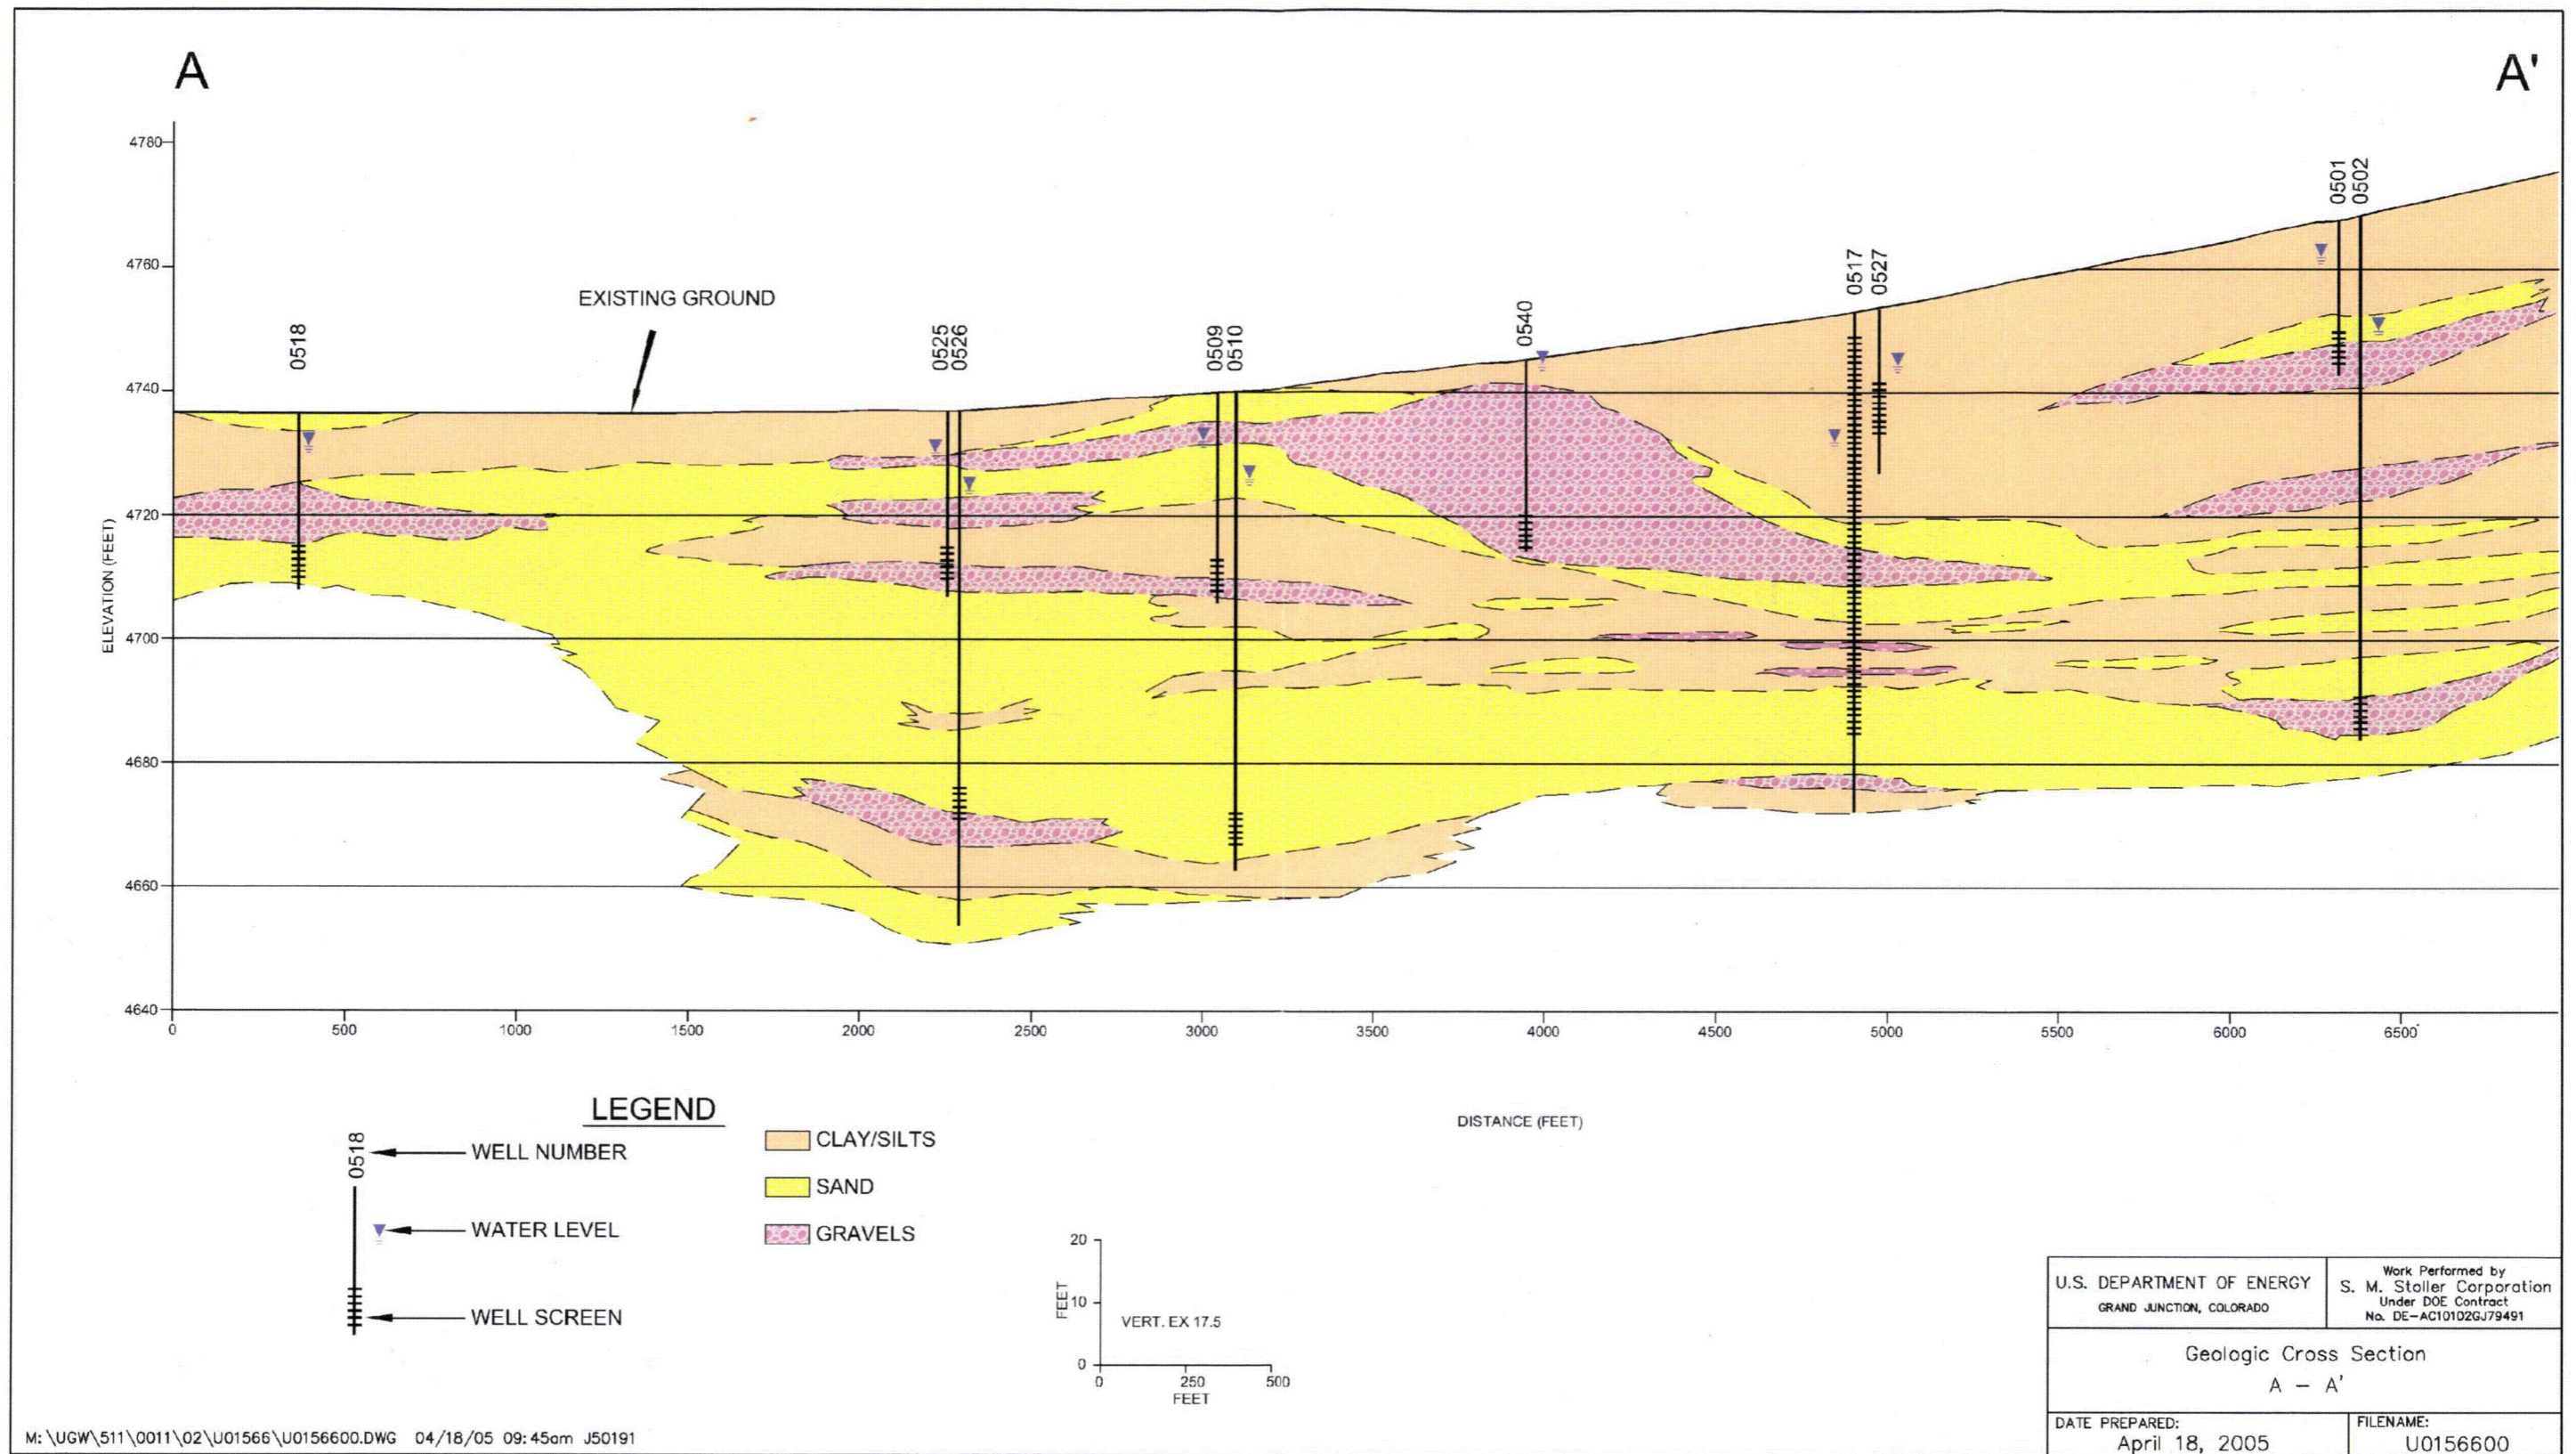 A
A'
4780
4760
4740
4720
4700
4680
4660
4640
ELEVATION (FEET)
EXISTING GROUND
0518
0525
0526
0509
0510
0540
0517
0527
0501
0502
0
500
1000
1500
2000
2500
3000
3500
4000
4500
5000
5500
6000
6500
DISTANCE (FEET)
LEGEND
0518
WELL NUMBER
WATER LEVEL
WELL SCREEN
CLAY/SILTS
SAND
GRAVELS
20
10
0
FEET
VERT. EX 17.5
0
250
500
FEET
U.S. DEPARTMENT OF ENERGY
GRAND JUNCTION, COLORADO
Work Performed by
S. M. Stoller Corporation
Under DOE Contract
No. DE-AC10102GJ79491
Geologic Cross Section
A - A'
DATE PREPARED:
April 18, 2005
FILENAME:
U0156600
M:\UGW\511\0011\02\U01566\U0156600.DWG 04/18/05 09:45am J50191